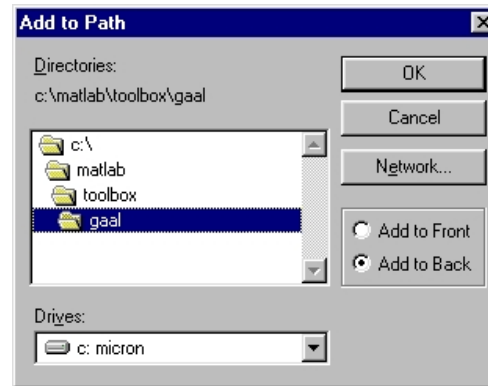 Add to Path
Directories:
c:\matlab\toolbox\gaal
c:\
matlab
toolbox
gaal
Drives:
c: micron
OK
Cancel
Network...
Add to Front
Add to Back